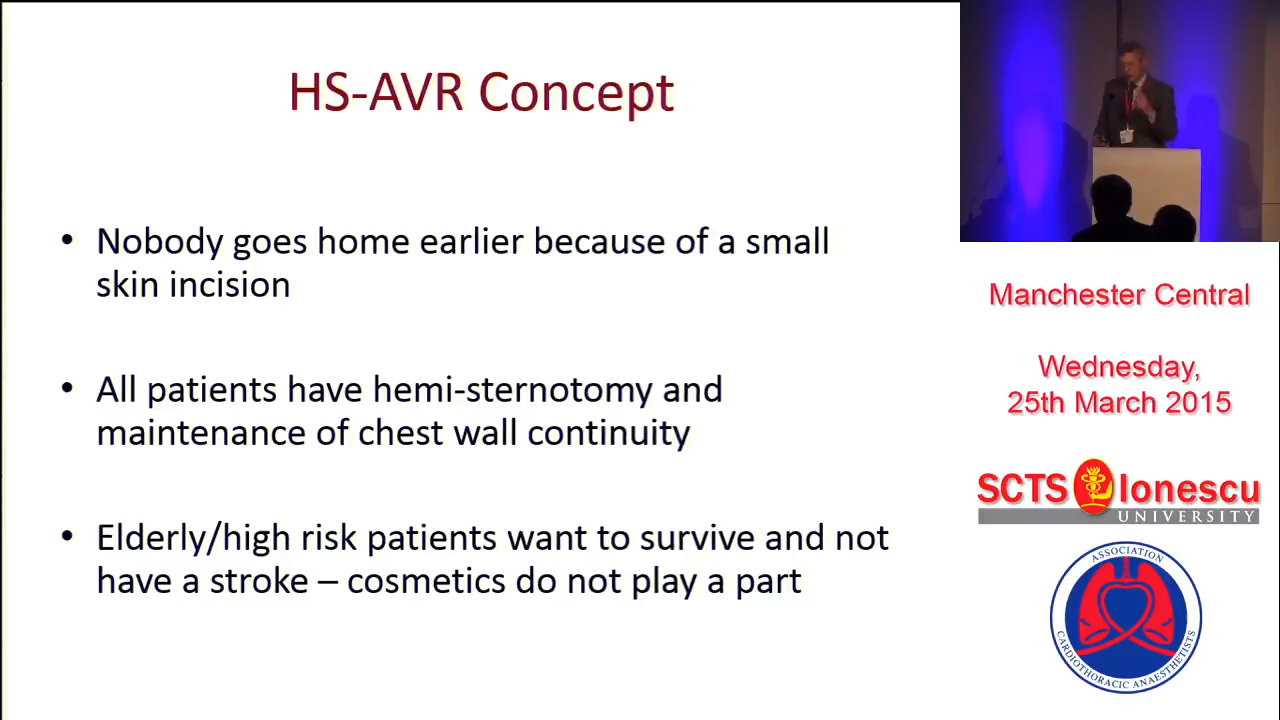 HS-AVR Concept
• Nobody goes home earlier because of a small
skin incision
• All patients have hemi-sternotomy and
maintenance of chest wall continuity
• Elderly/high risk patients want to survive and not
have a stroke – cosmetics do not play a part
Manchester Central
Wednesday,
25th March 2015
SCTS Ionescu
UNIVERSITY
ASSOCIATION
CARDIOTHORACIC ANAESTHETISTS